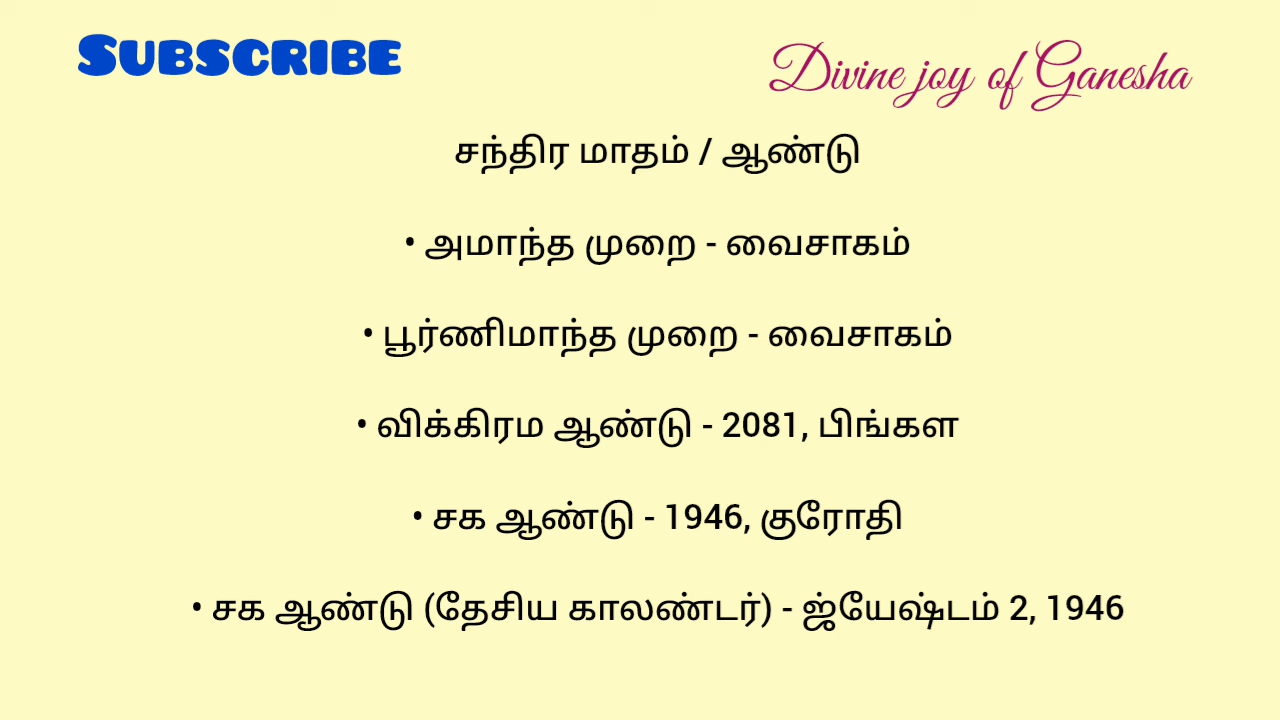 SUBSCRIBE
Divine joy of Ganesha
சந்திர மாதம் / ஆண்டு
• அமாந்த முறை - வைசாகம்
• பூர்ணிமாந்த முறை - வைசாகம்
• விக்கிரம ஆண்டு - 2081, பிங்கள
• சக ஆண்டு - 1946, குரோதி
• சக ஆண்டு (தேசிய காலண்டர்) - ஜ்யேஷ்டம் 2, 1946